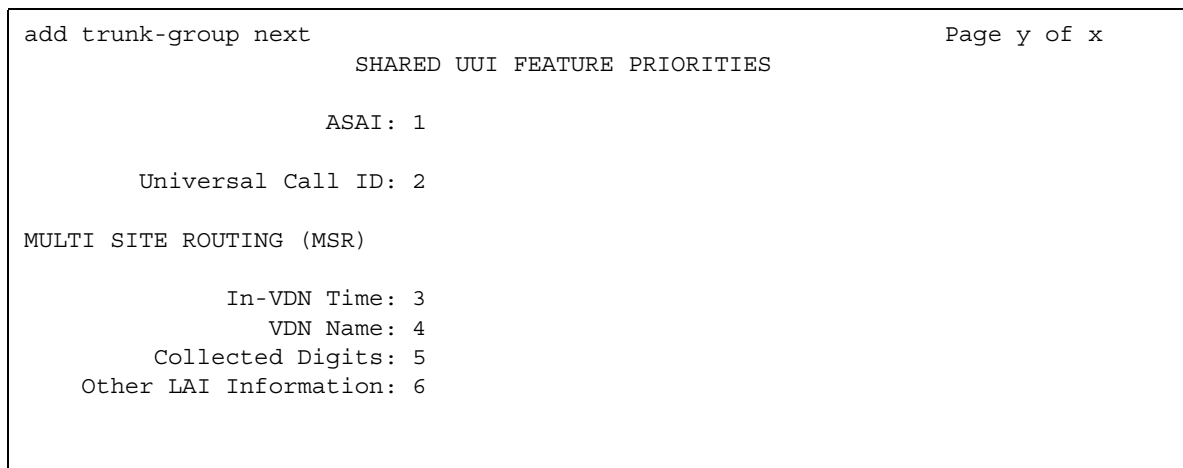 add trunk-group next Page y of x
SHARED UUI FEATURE PRIORITIES
ASAI: 1
Universal Call ID: 2
MULTI SITE ROUTING (MSR)
In-VDN Time: 3
VDN Name: 4
Collected Digits: 5
Other LAI Information: 6